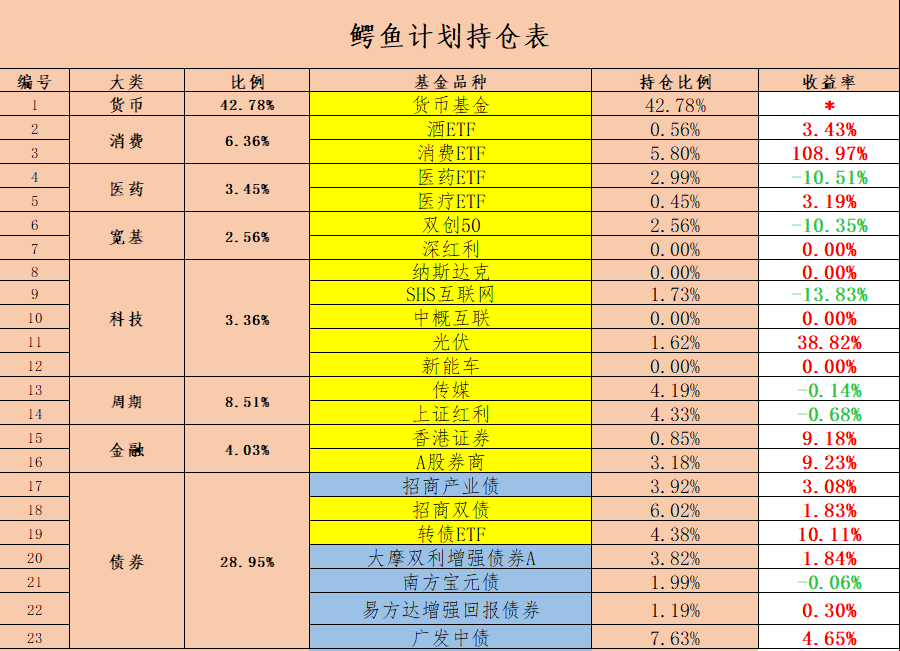 鳄鱼计划持仓表
编号 大类 比例 基金品种 持仓比例 收益率
1 货币 42.78% 货币基金 42.78% *
2 消费 6.36% 酒ETF 0.56% 3.43%
3 消费ETF 5.80% 108.97%
4 医药 3.45% 医药ETF 2.99% -10.51%
5 医疗ETF 0.45% 3.19%
6 宽基 2.56% 双创50 2.56% -10.35%
7 深红利 0.00% 0.00%
8 科技 3.36% 纳斯达克 0.00% 0.00%
9 SHS互联网 1.73% -13.83%
10 中概互联 0.00% 0.00%
11 光伏 1.62% 38.82%
12 新能车 0.00% 0.00%
13 周期 8.51% 传媒 4.19% -0.14%
14 上证红利 4.33% -0.68%
15 金融 4.03% 香港证券 0.85% 9.18%
16 A股券商 3.18% 9.23%
17 债券 28.95% 招商产业债 3.92% 3.08%
18 招商双债 6.02% 1.83%
19 转债ETF 4.38% 10.11%
20 大摩双利增强债券A 3.82% 1.84%
21 南方宝元债 1.99% -0.06%
22 易方达增强回报债券 1.19% 0.30%
23 广发中债 7.63% 4.65%